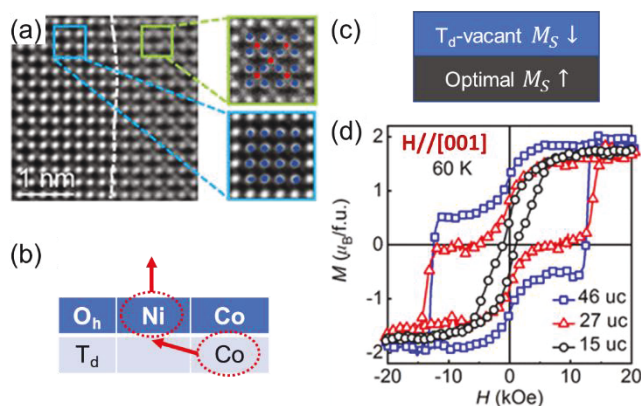 (a)
1 nm
(b)
Oₕ Ni Co
T_d Co
(c)
T_d-vacant M_S ↓
Optimal M_S ↑
(d)
H//[001]
60 K
M (μ_B/f.u.)
2
1
0
-1
-2
46 uc
27 uc
15 uc
-20 -10 0 10 20
H (kOe)